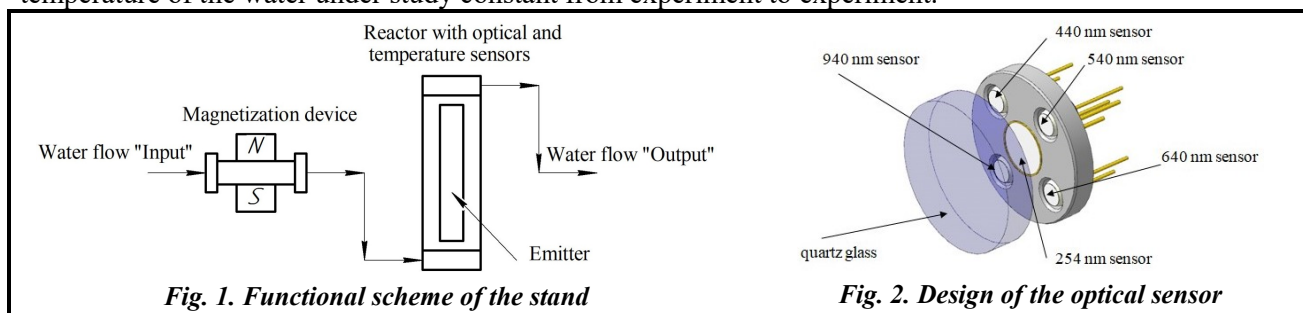 temperature of the water under study constant from experiment to experiment.
Reactor with optical and
temperature sensors
Magnetization device
Water flow "Input"
N
S
Water flow "Output"
Emitter
Fig. 1. Functional scheme of the stand
440 nm sensor
940 nm sensor
540 nm sensor
640 nm sensor
quartz glass
254 nm sensor
Fig. 2. Design of the optical sensor